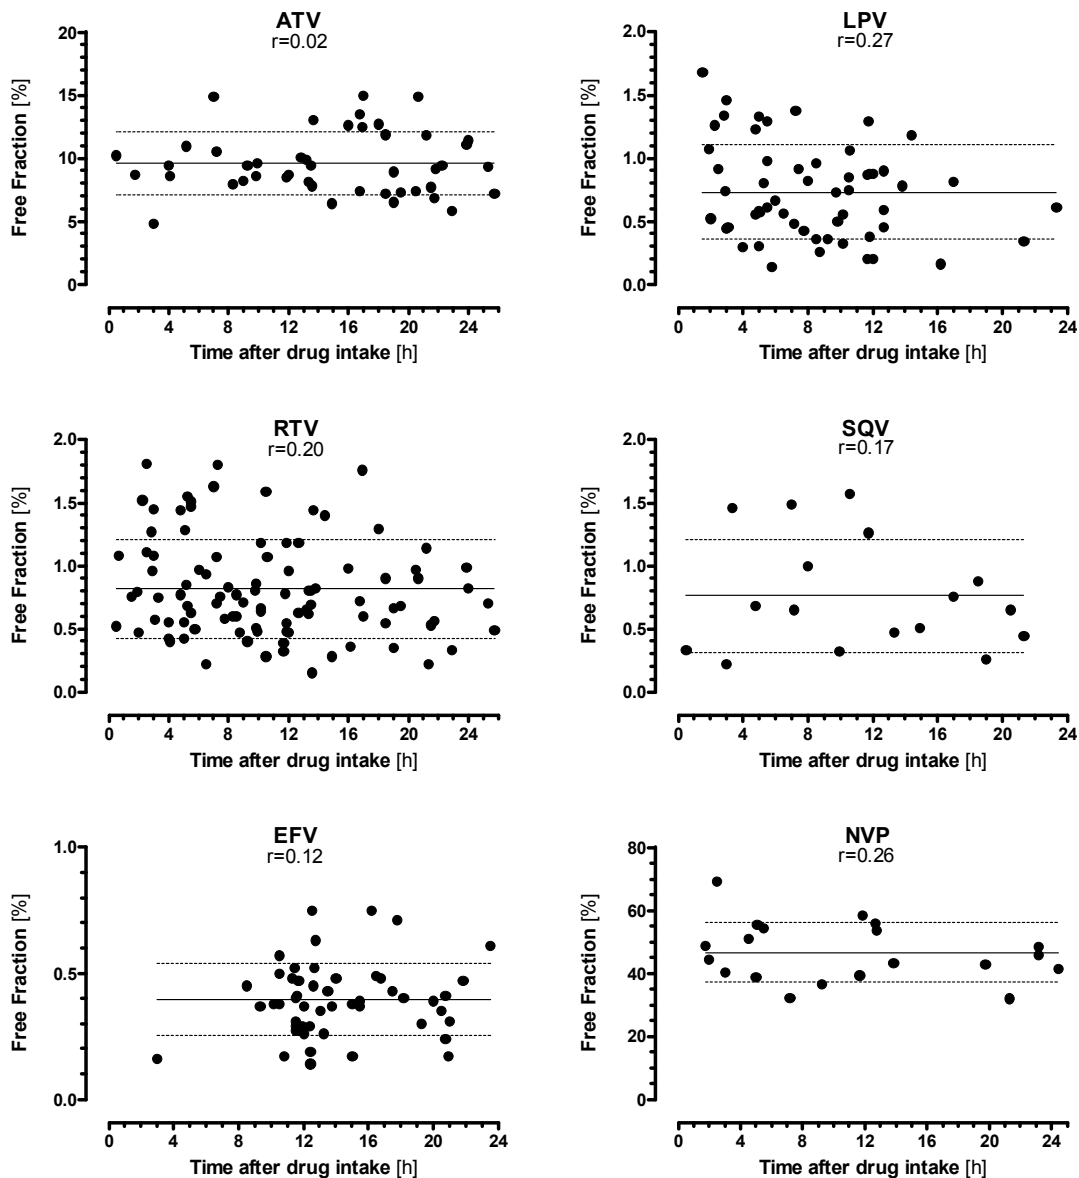 ATV
r=0.02
Free Fraction [%]
20
15
10
5
0
0 4 8 12 16 20 24
Time after drug intake [h]
LPV
r=0.27
Free Fraction [%]
2.0
1.5
1.0
0.5
0.0
0 4 8 12 16 20 24
Time after drug intake [h]
RTV
r=0.20
Free Fraction [%]
2.0
1.5
1.0
0.5
0.0
0 4 8 12 16 20 24
Time after drug intake [h]
SQV
r=0.17
Free Fraction [%]
2.0
1.5
1.0
0.5
0.0
0 4 8 12 16 20 24
Time after drug intake [h]
EFV
r=0.12
Free Fraction [%]
1.0
0.5
0.0
0 4 8 12 16 20 24
Time after drug intake [h]
NVP
r=0.26
Free Fraction [%]
80
60
40
20
0
0 4 8 12 16 20 24
Time after drug intake [h]